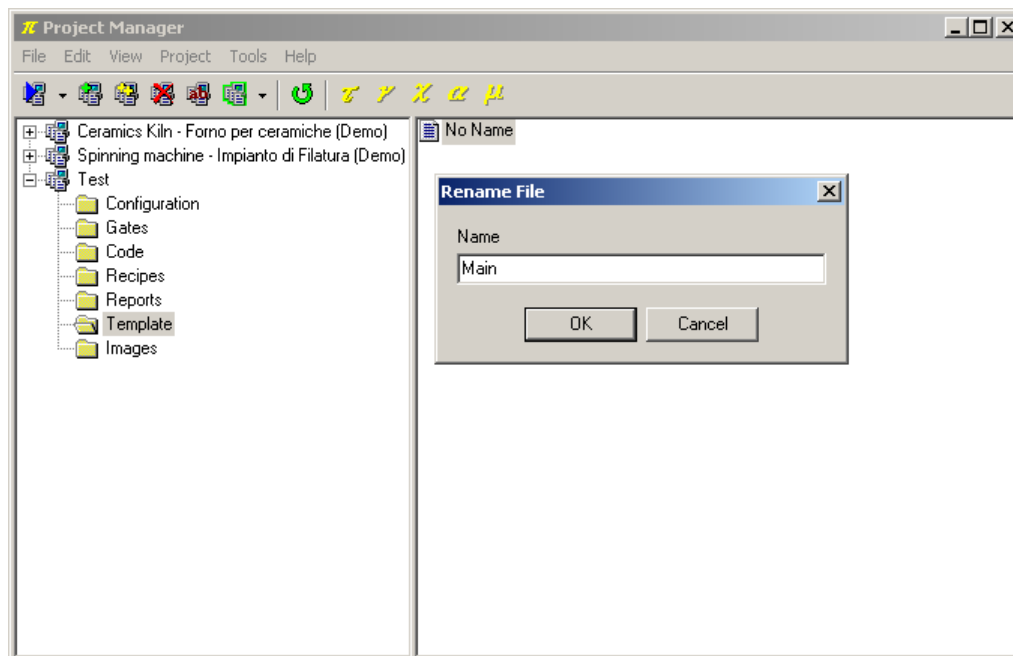 π Project Manager
File Edit View Project Tools Help
ab
τ γ χ α μ
Ceramics Kiln - Forno per ceramiche (Demo)
Spinning machine - Impianto di Filatura (Demo)
Test
Configuration
Gates
Code
Recipes
Reports
Template
Images
No Name
Rename File
Name
Main
OK Cancel